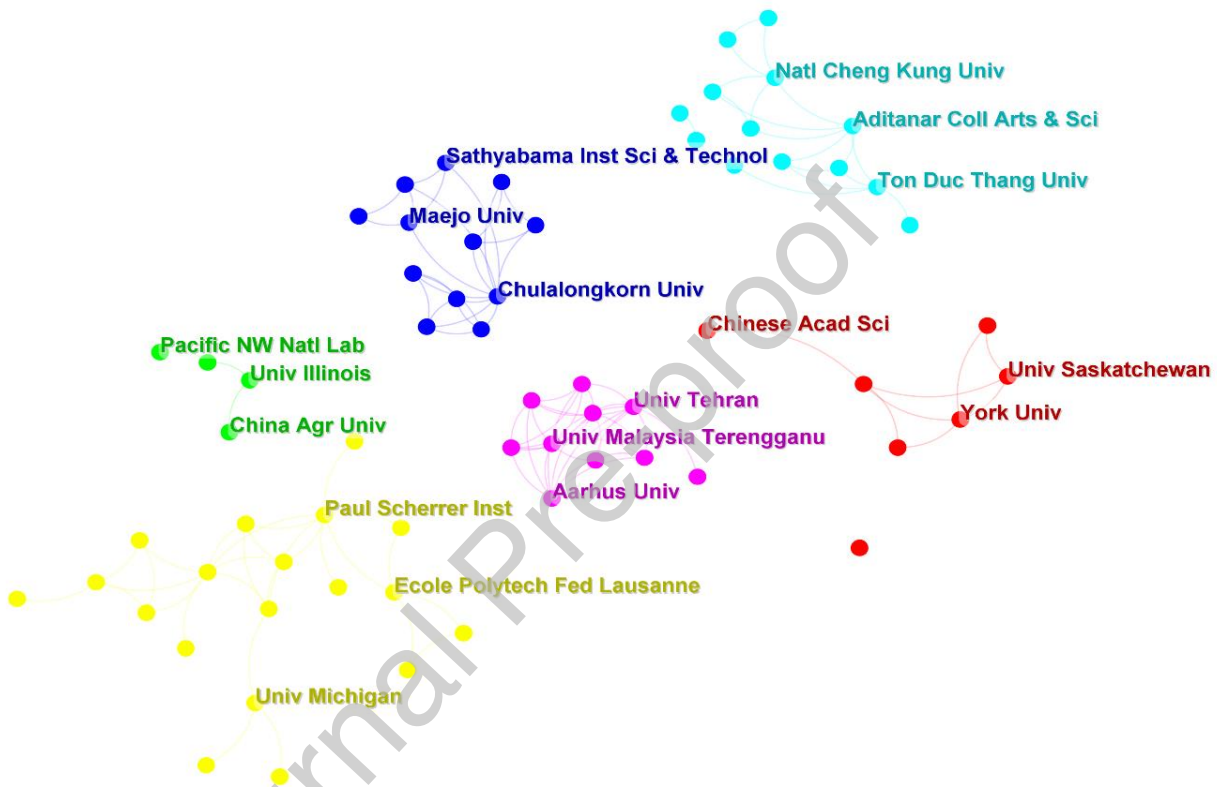 Natl Cheng Kung Univ
Aditanar Coll Arts & Sci
Sathyabama Inst Sci & Technol
Ton Duc Thang Univ
Maejo Univ
Chulalongkorn Univ
Chinese Acad Sci
Pacific NW Natl Lab
Univ Illinois
Univ Saskatchewan
Univ Tehran
York Univ
China Agr Univ
Univ Malaysia Terengganu
Aarhus Univ
Paul Scherrer Inst
Ecole Polytech Fed Lausanne
Univ Michigan
rnal Pre-proof